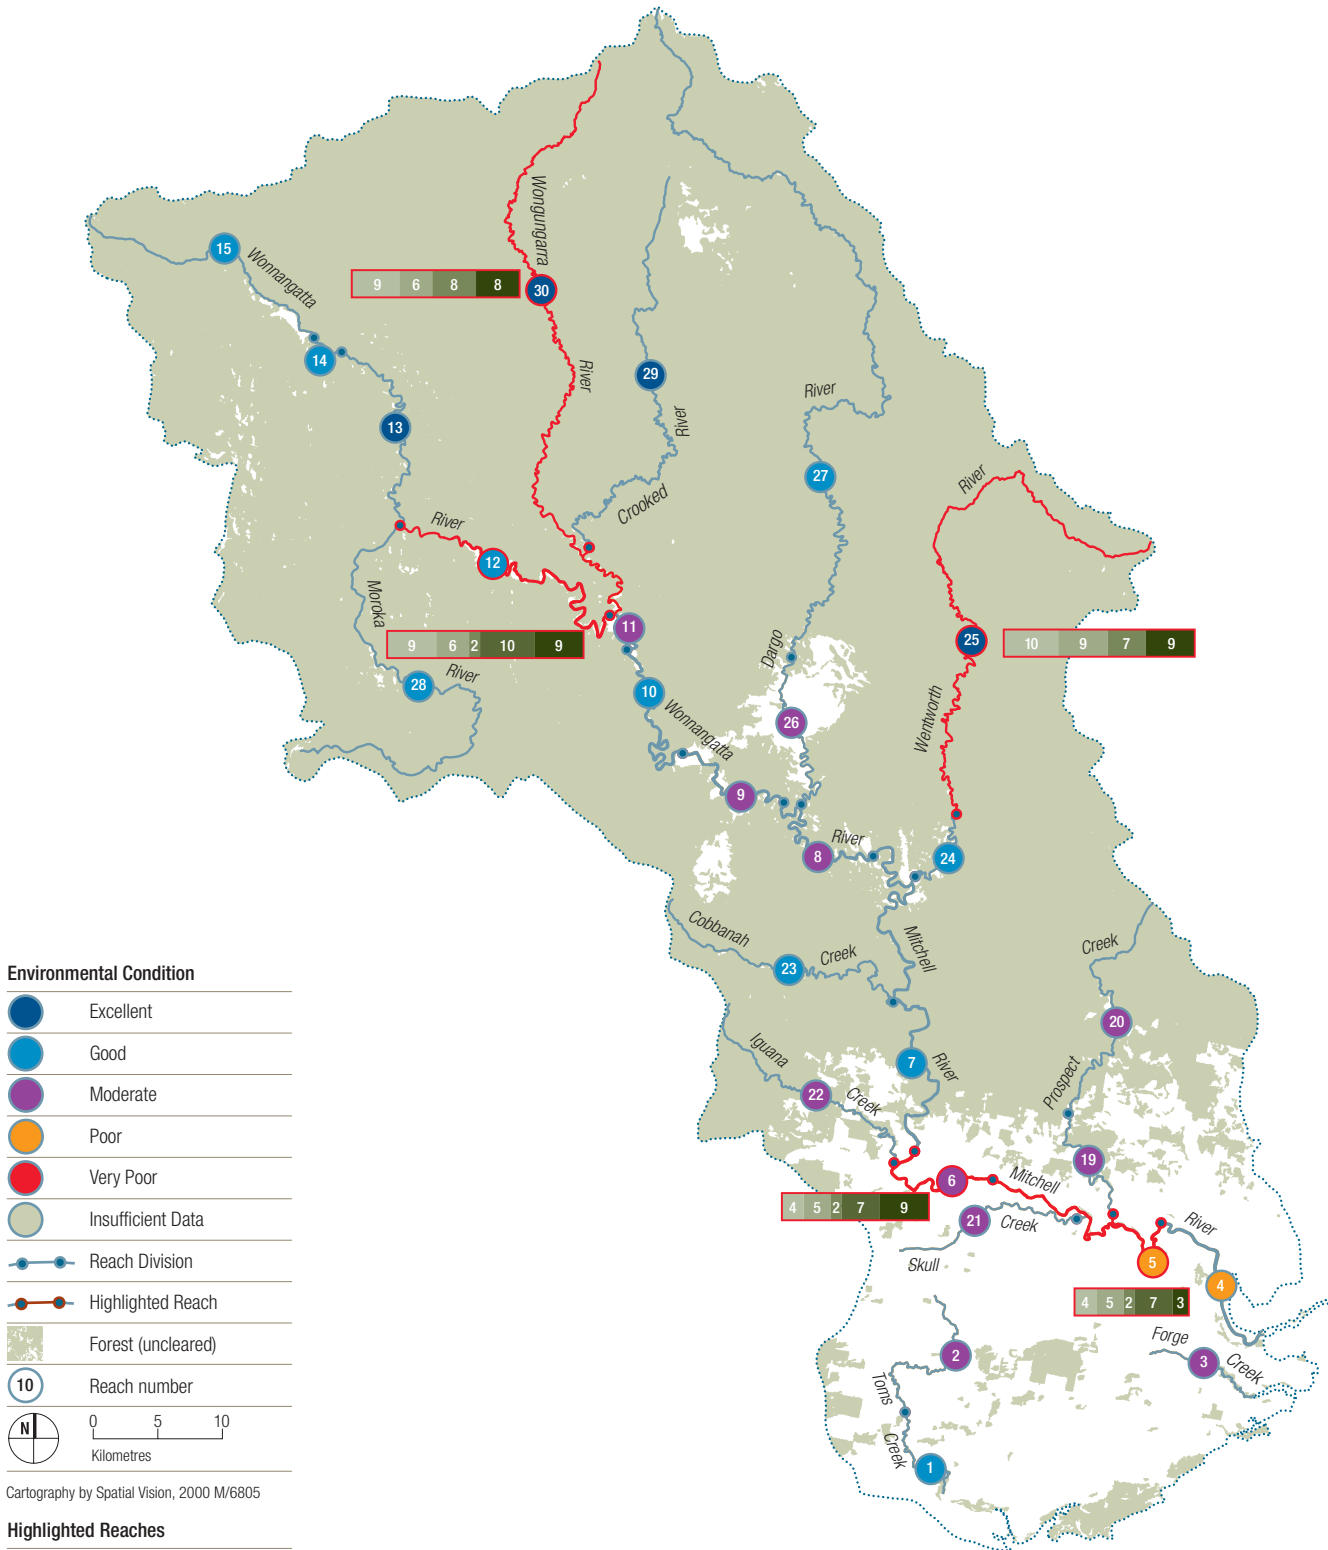 15
Wonnangatta
14
13
9 6 8 8
30
Wongungarra
River
29
River
Crooked
River
27
River
12
River
Moroka
9 6 2 10 9
28
River
11
10
Wonnangatta
Dargo
26
9
8
River
River
25
10 9 7 9
Wentworth
24
Cobbanah
23
Creek
Mitchell
Iguana
22
Creek
7
River
Creek
20
Prospect
19
6
Mitchell
4 5 2 7 9
21
Creek
Skull
5
River
4
4 5 2 7 3
Forge
3
Creek
2
Toms
Creek
1
Environmental Condition
Excellent
Good
Moderate
Poor
Very Poor
Insufficient Data
Reach Division
Highlighted Reach
Forest (uncleared)
10 Reach number
N
0 5 10
Kilometres
Cartography by Spatial Vision, 2000 M/6805
Highlighted Reaches